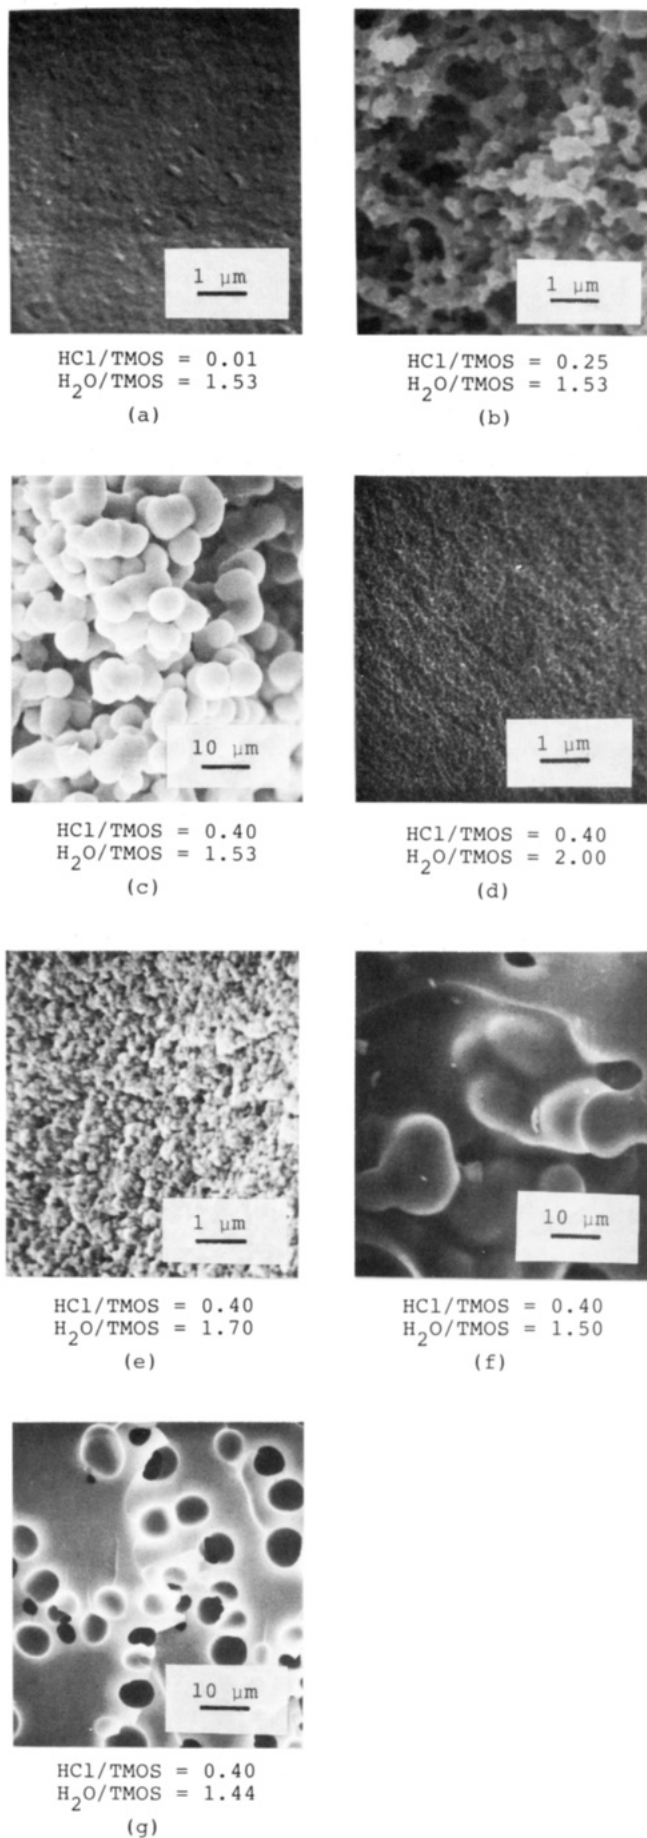 1 μm
1 μm
HCl/TMOS = 0.01
H₂O/TMOS = 1.53
(a)
HCl/TMOS = 0.25
H₂O/TMOS = 1.53
(b)
10 μm
1 μm
HCl/TMOS = 0.40
H₂O/TMOS = 1.53
(c)
HCl/TMOS = 0.40
H₂O/TMOS = 2.00
(d)
1 μm
10 μm
HCl/TMOS = 0.40
H₂O/TMOS = 1.70
(e)
HCl/TMOS = 0.40
H₂O/TMOS = 1.50
(f)
10 μm
HCl/TMOS = 0.40
H₂O/TMOS = 1.44
(g)